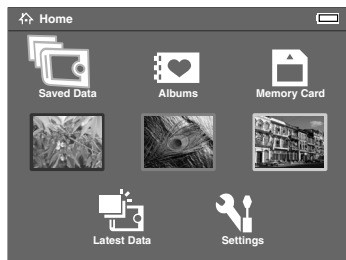 Home
Saved Data
Albums
Memory Card
Latest Data
Settings